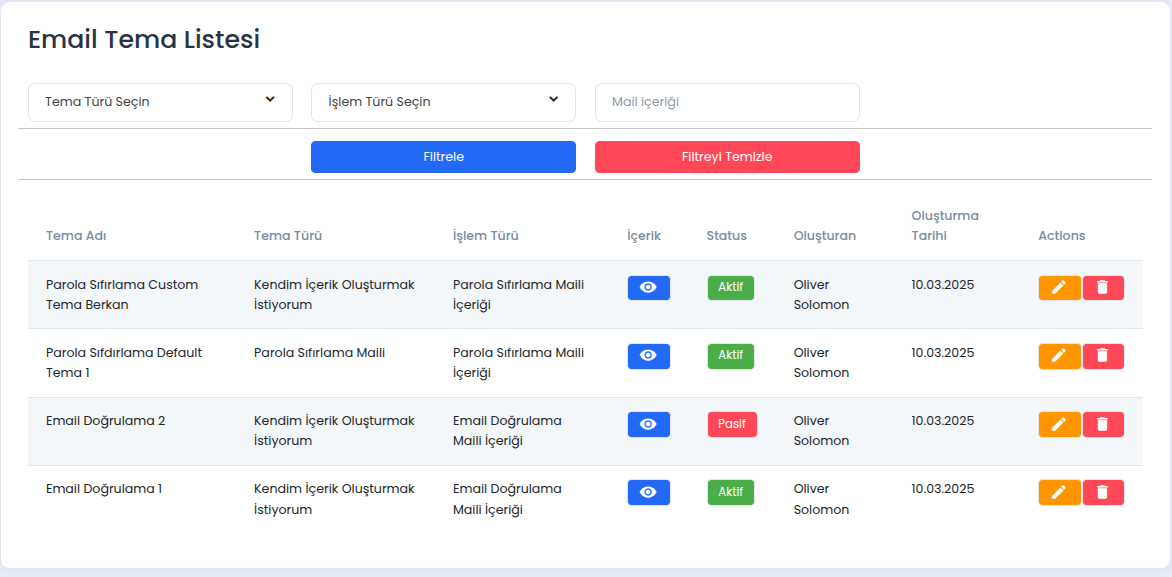 Email Tema Listesi
Tema Türü Seçin
İşlem Türü Seçin
Mail içeriği
Filtrele
Filtreyi Temizle
Tema Adı
Tema Türü
İşlem Türü
İçerik
Status
Oluşturan
Oluşturma
Tarihi
Actions
Parola Sıfırlama Custom
Tema Berkan
Kendim İçerik Oluşturmak
İstiyorum
Parola Sıfırlama Maili
İçeriği
Aktif
Oliver
Solomon
10.03.2025
Parola Sıfdırlama Default
Tema 1
Parola Sıfırlama Maili
Parola Sıfırlama Maili
İçeriği
Aktif
Oliver
Solomon
10.03.2025
Email Doğrulama 2
Kendim İçerik Oluşturmak
İstiyorum
Email Doğrulama
Maili İçeriği
Pasif
Oliver
Solomon
10.03.2025
Email Doğrulama 1
Kendim İçerik Oluşturmak
İstiyorum
Email Doğrulama
Maili İçeriği
Aktif
Oliver
Solomon
10.03.2025